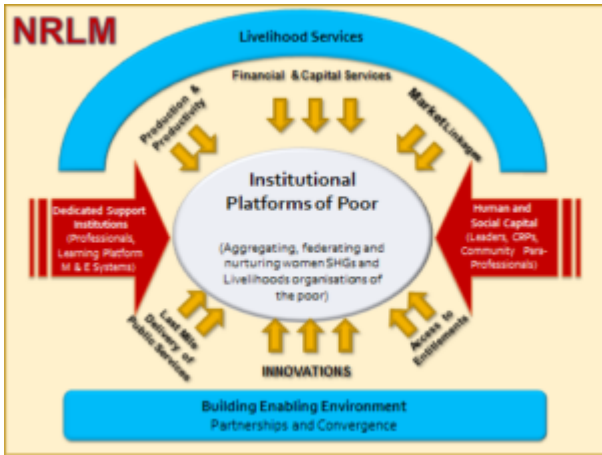 NRLM
Livelihood Services
Financial & Capital Services
Production &
Productivity
Market Linkages
Institutional
Platforms of Poor
(Aggregating, federating and
nurturing women SHGs and
Livelihoods organisations of
the poor)
Dedicated Support
Institutions
(Professionals,
Learning Platform
M & E Systems)
Human and
Social Capital
(Leaders, CRPs,
Community Para-
Professionals)
Last Mile
Delivery of
Public Services
INNOVATIONS
Access to
Entitlements
Building Enabling Environment
Partnerships and Convergence